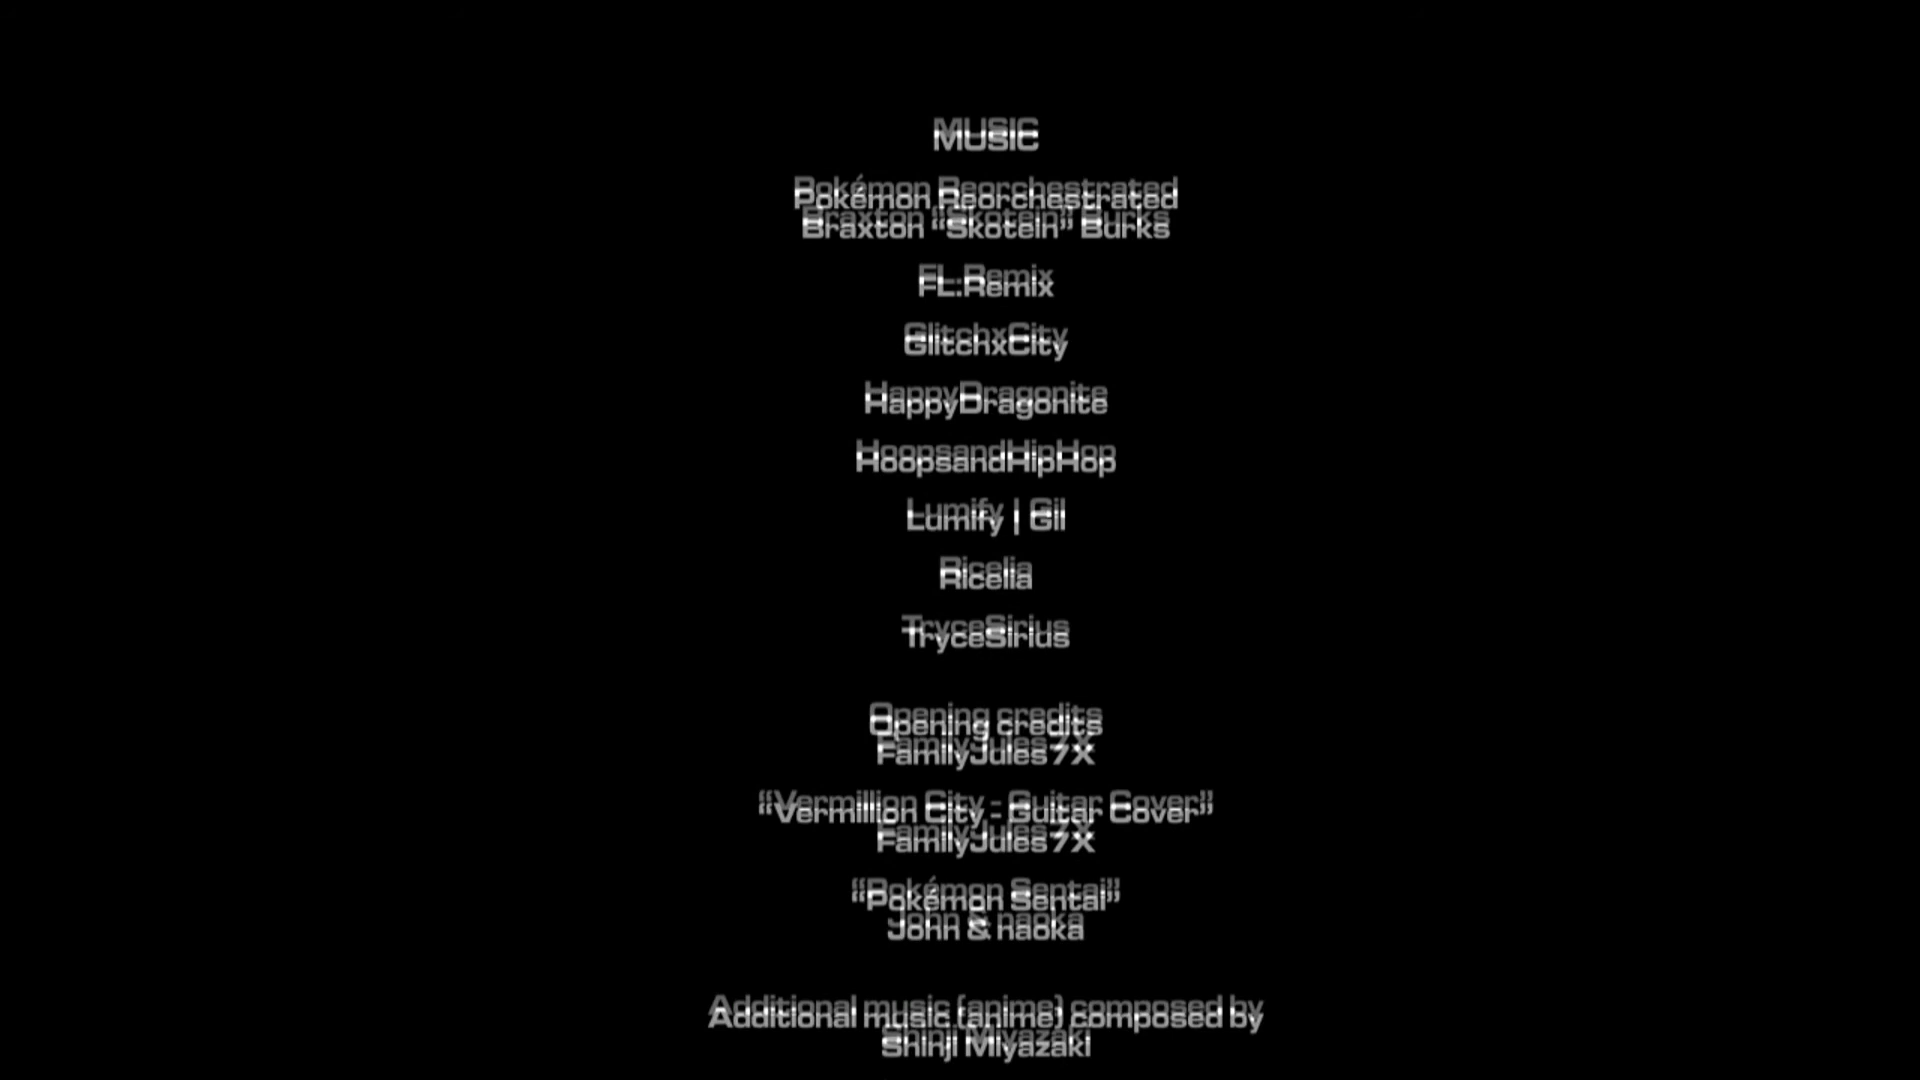 MUSIC
Pokémon Reorchestrated
Braxton “Skotein” Burks
FL:Remix
GlitchxCity
HappyDragonite
HoopsandHipHop
Lumify | Gil
Ricelia
TryceSirius
Opening credits
FamilyJules7X
“Vermillion City - Guitar Cover”
FamilyJules7X
“Pokémon Sentai”
John & naoka
Additional music (anime) composed by
Shinji Miyazaki